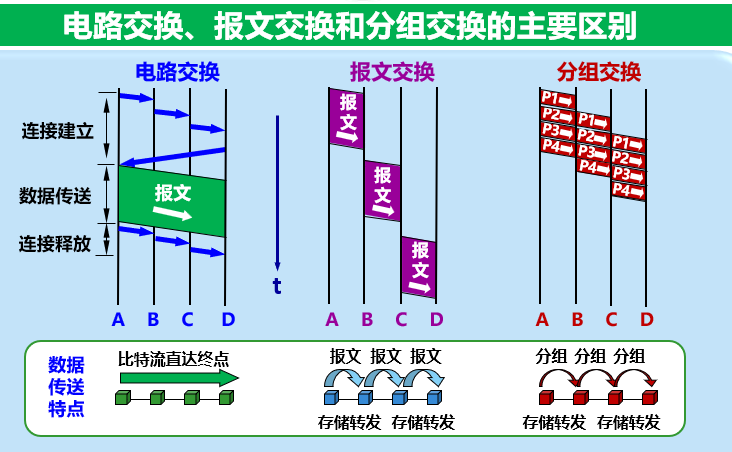 电路交换、报文交换和分组交换的主要区别
电路交换
报文交换
分组交换
连接建立
数据传送
连接释放
报文
A B C D
t
报文
报文
报文
A B C D
P1
P2
P3
P4
P1
P2
P3
P4
P1
P2
P3
P4
A B C D
数据
传送
特点
比特流直达终点
报文 报文 报文
存储转发 存储转发
分组 分组 分组
存储转发 存储转发